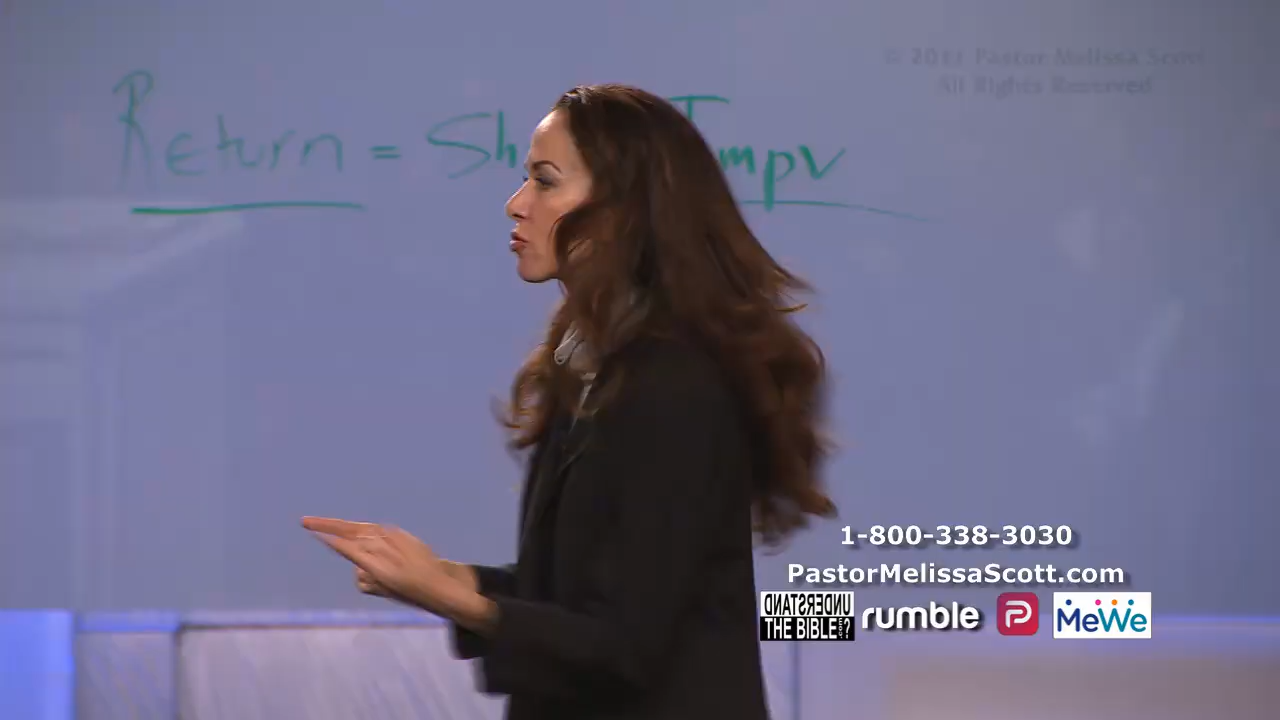 © 2011 Pastor Melissa Scott
All Rights Reserved
Return = Sh mpv
1-800-338-3030
PastorMelissaScott.com
UNDERSTAND
THE BIBLE?
rumble
MeWe